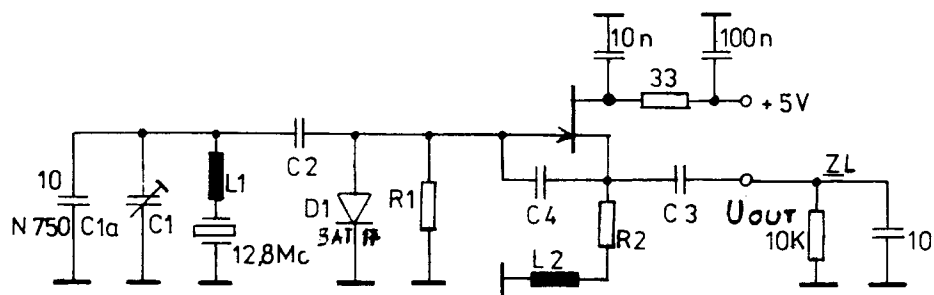 10n
100n
33
+5V
10
N750
C1a
C1
L1
12,8Mc
C2
D1
R1
C4
R2
L2
C3
UOUT
ZL
10K
10